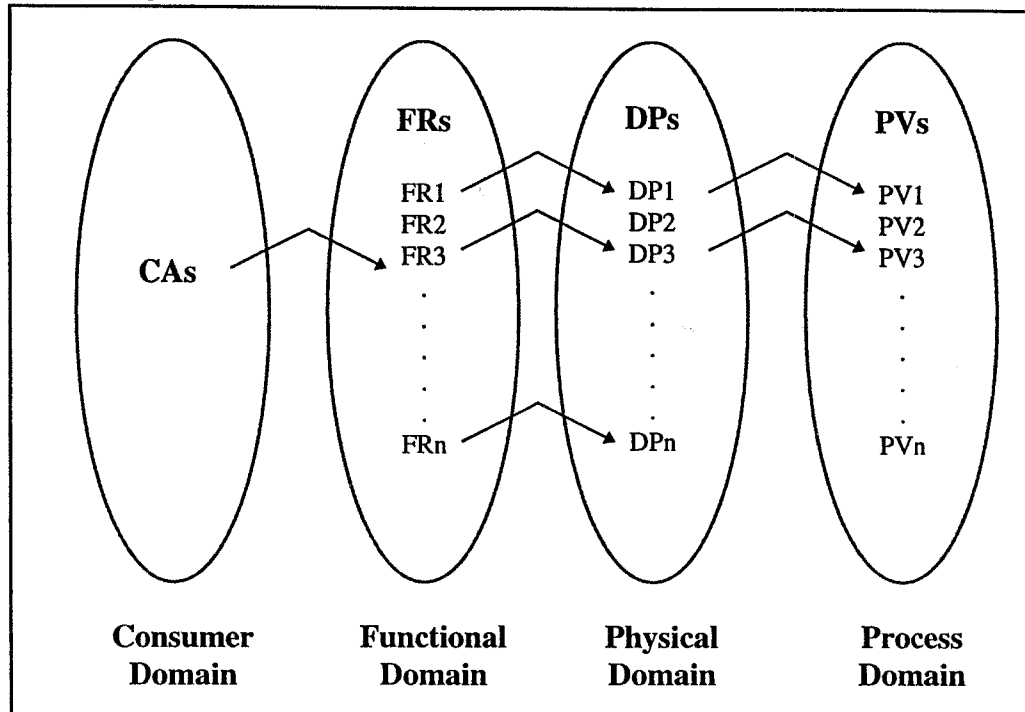 FRs
DPs
PVs
FR1
DP1
PV1
FR2
DP2
PV2
FR3
DP3
PV3
CAs
FRn
DPn
PVn
Consumer Domain
Functional Domain
Physical Domain
Process Domain